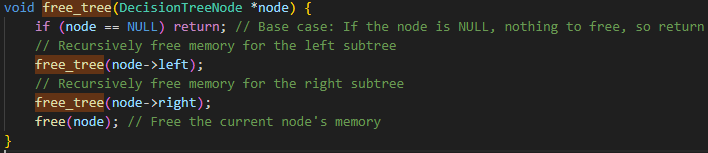 void free_tree(DecisionTreeNode *node) {
    if (node == NULL) return; // Base case: If the node is NULL, nothing to free, so return
    // Recursively free memory for the left subtree
    free_tree(node->left);
    // Recursively free memory for the right subtree
    free_tree(node->right);
    free(node); // Free the current node's memory
}